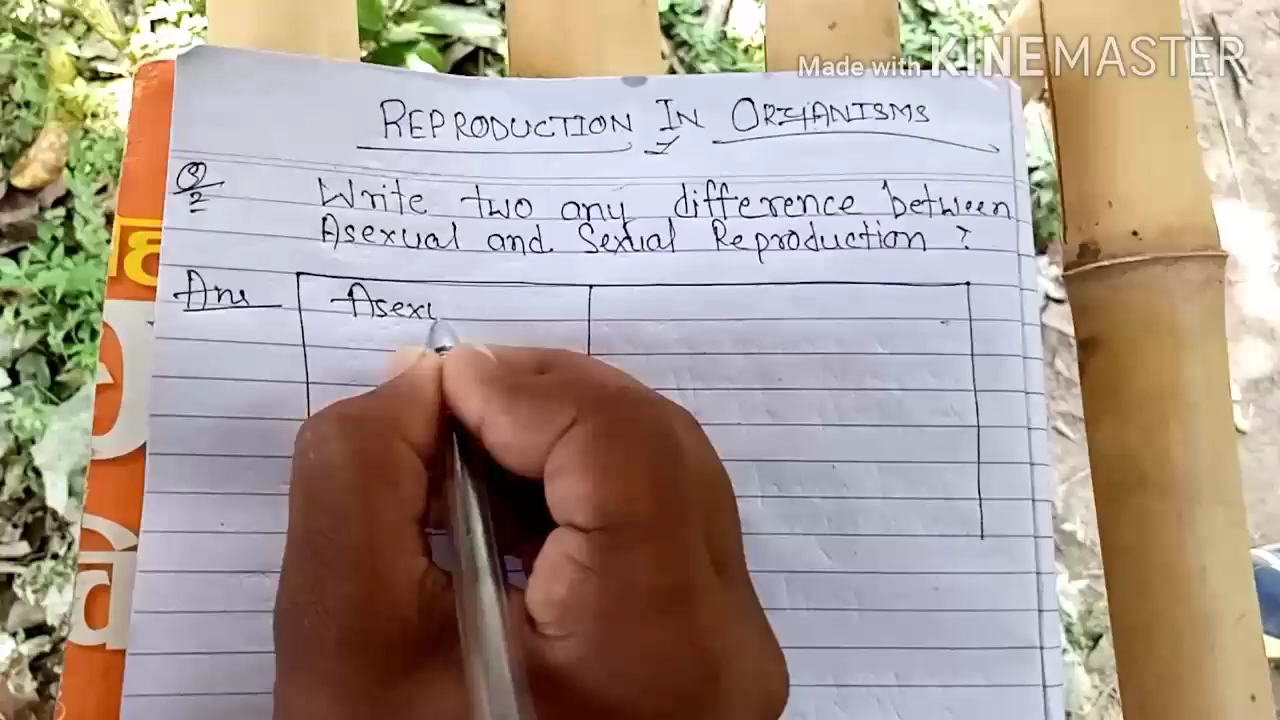 Made with KINEMASTER
REPRODUCTION IN ORGANISMS
Q2 Write two any difference between
Asexual and Sexual Reproduction ?
Ans Asexu